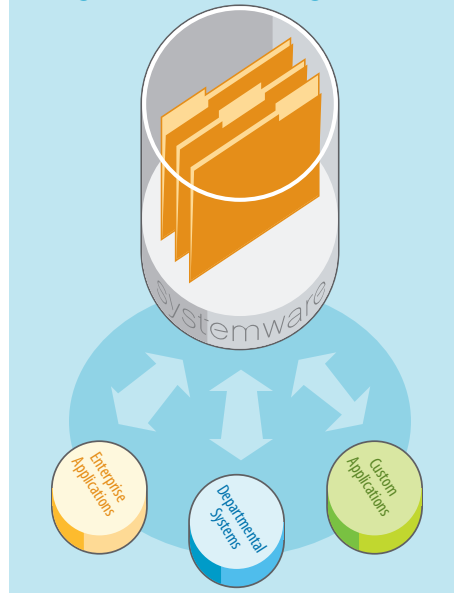 systemware
Enterprise
Applications
Departmental
Systems
Custom
Applications